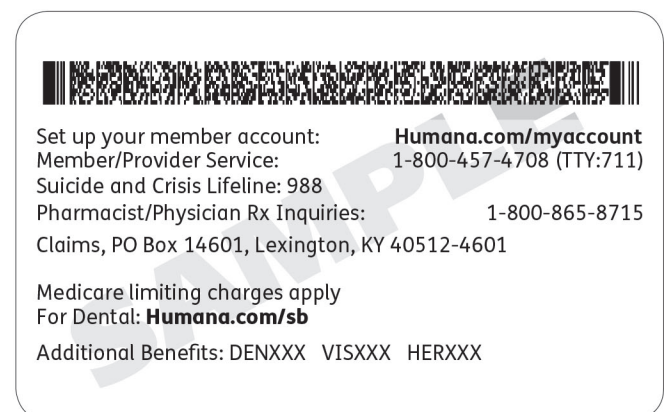 Set up your member account: Humana.com/myaccount
Member/Provider Service: 1-800-457-4708 (TTY:711)
Suicide and Crisis Lifeline: 988
Pharmacist/Physician Rx Inquiries: 1-800-865-8715
Claims, PO Box 14601, Lexington, KY 40512-4601
Medicare limiting charges apply
For Dental: Humana.com/sb
Additional Benefits: DENXXX VISXXX HERXXX
SAMPLE